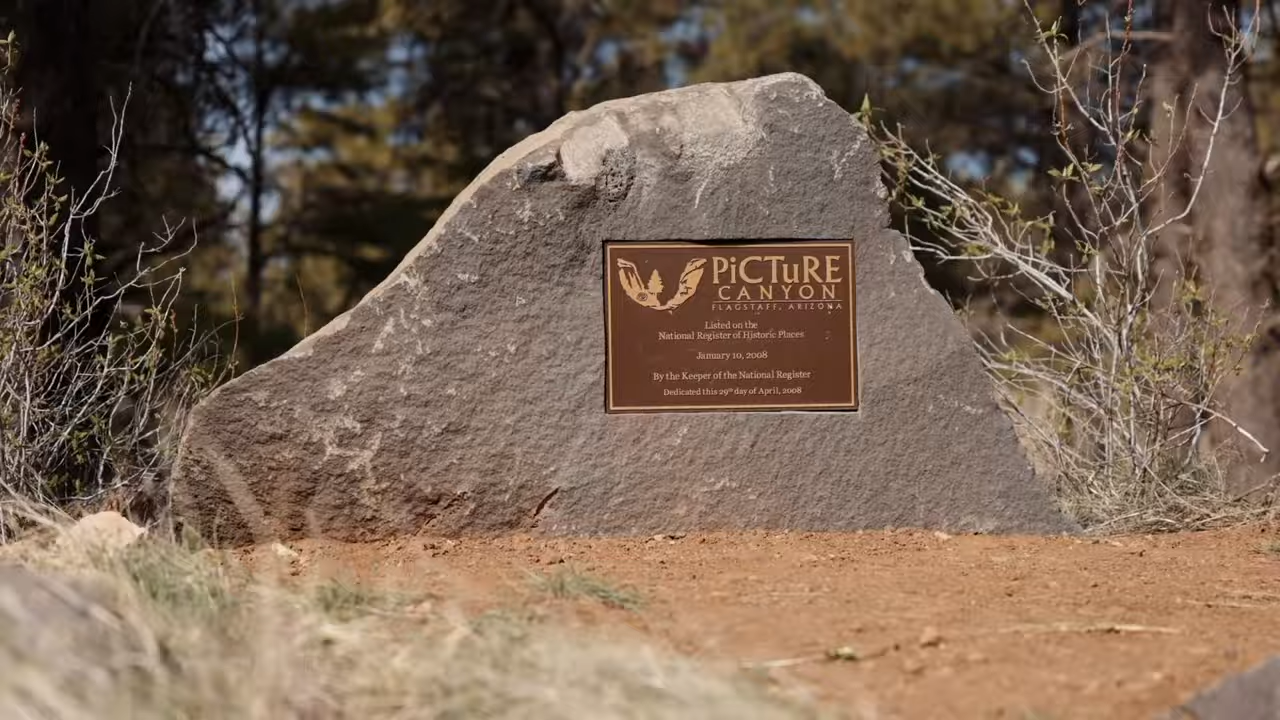 PiCTuRE
CANYON
FLAGSTAFF, ARIZONA
Listed on the
National Register of Historic Places
January 10, 2008
By the Keeper of the National Register
Dedicated this 29th day of April, 2008